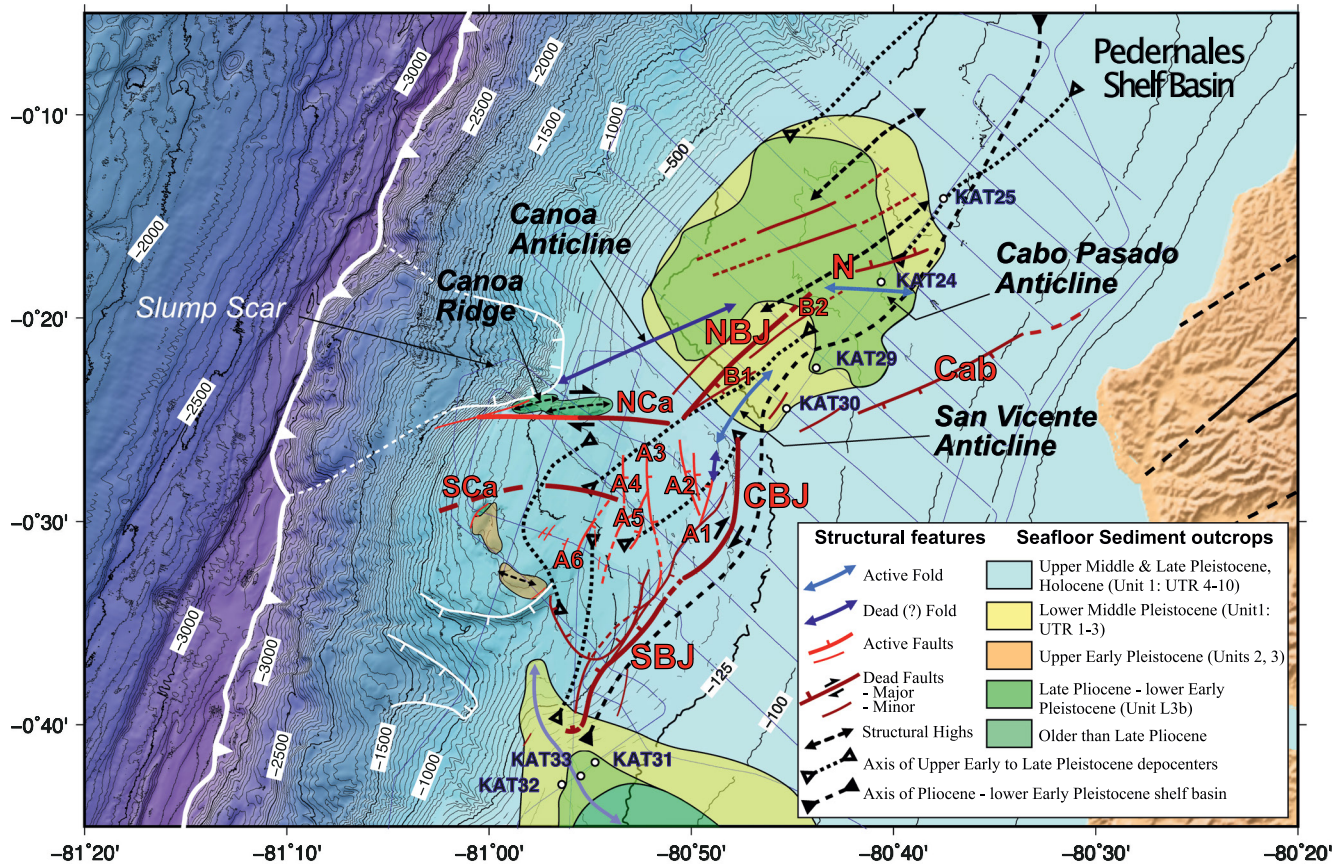 Pedernales
Shelf Basin
-0˚10'
-0˚20'
-0˚30'
-0˚40'
-81˚20'
-81˚10'
-81˚00'
-80˚50'
-80˚40'
-80˚30'
-80˚20'
-3000
-2500
-2000
-1500
-1000
-500
-2000
-2500
-3000
-3000
-2500
-1500
-1000
-125
-100
Canoa
Anticline
Canoa
Ridge
Slump Scar
Cabo Pasado
Anticline
San Vicente
Anticline
KAT25
KAT24
KAT29
KAT30
KAT31
KAT33
KAT32
N
B2
NBJ
B1
Cab
NCa
A3
SCa
A4
A2
CBJ
A5
A1
A6
SBJ
Structural features
Active Fold
Dead (?) Fold
Active Faults
Dead Faults
- Major
- Minor
Structural Highs
Axis of Upper Early to Late Pleistocene depocenters
Axis of Pliocene - lower Early Pleistocene shelf basin
Seafloor Sediment outcrops
Upper Middle & Late Pleistocene,
Holocene (Unit 1: UTR 4-10)
Lower Middle Pleistocene (Unit1:
UTR 1-3)
Upper Early Pleistocene (Units 2, 3)
Late Pliocene - lower Early
Pleistocene (Unit L3b)
Older than Late Pliocene